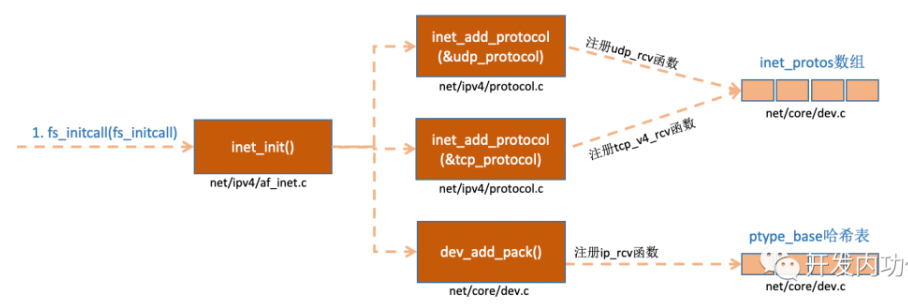 inet_add_protocol
(&udp_protocol)
net/ipv4/protocol.c
注册udp_rcv函数
inet_protos数组
net/core/dev.c
1. fs_initcall(fs_initcall)
inet_init()
net/ipv4/af_inet.c
inet_add_protocol
(&tcp_protocol)
net/ipv4/protocol.c
注册tcp_v4_rcv函数
dev_add_pack()
net/core/dev.c
注册ip_rcv函数
ptype_base哈希表
net/core/dev.c
开发内功